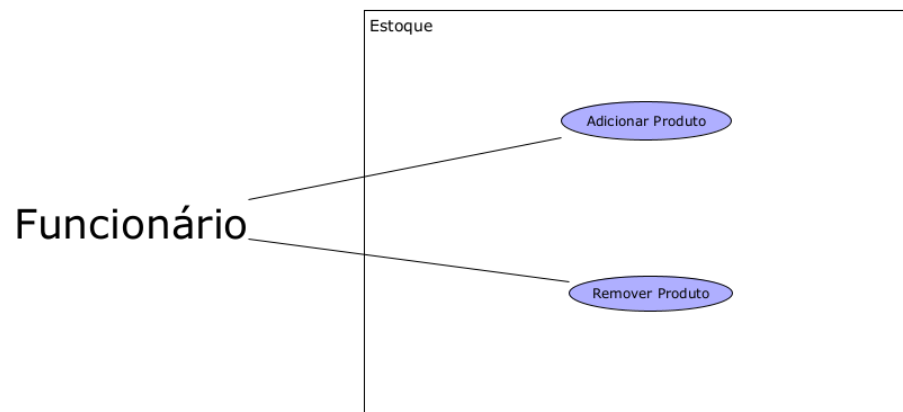 Estoque
Adicionar Produto
Funcionário
Remover Produto